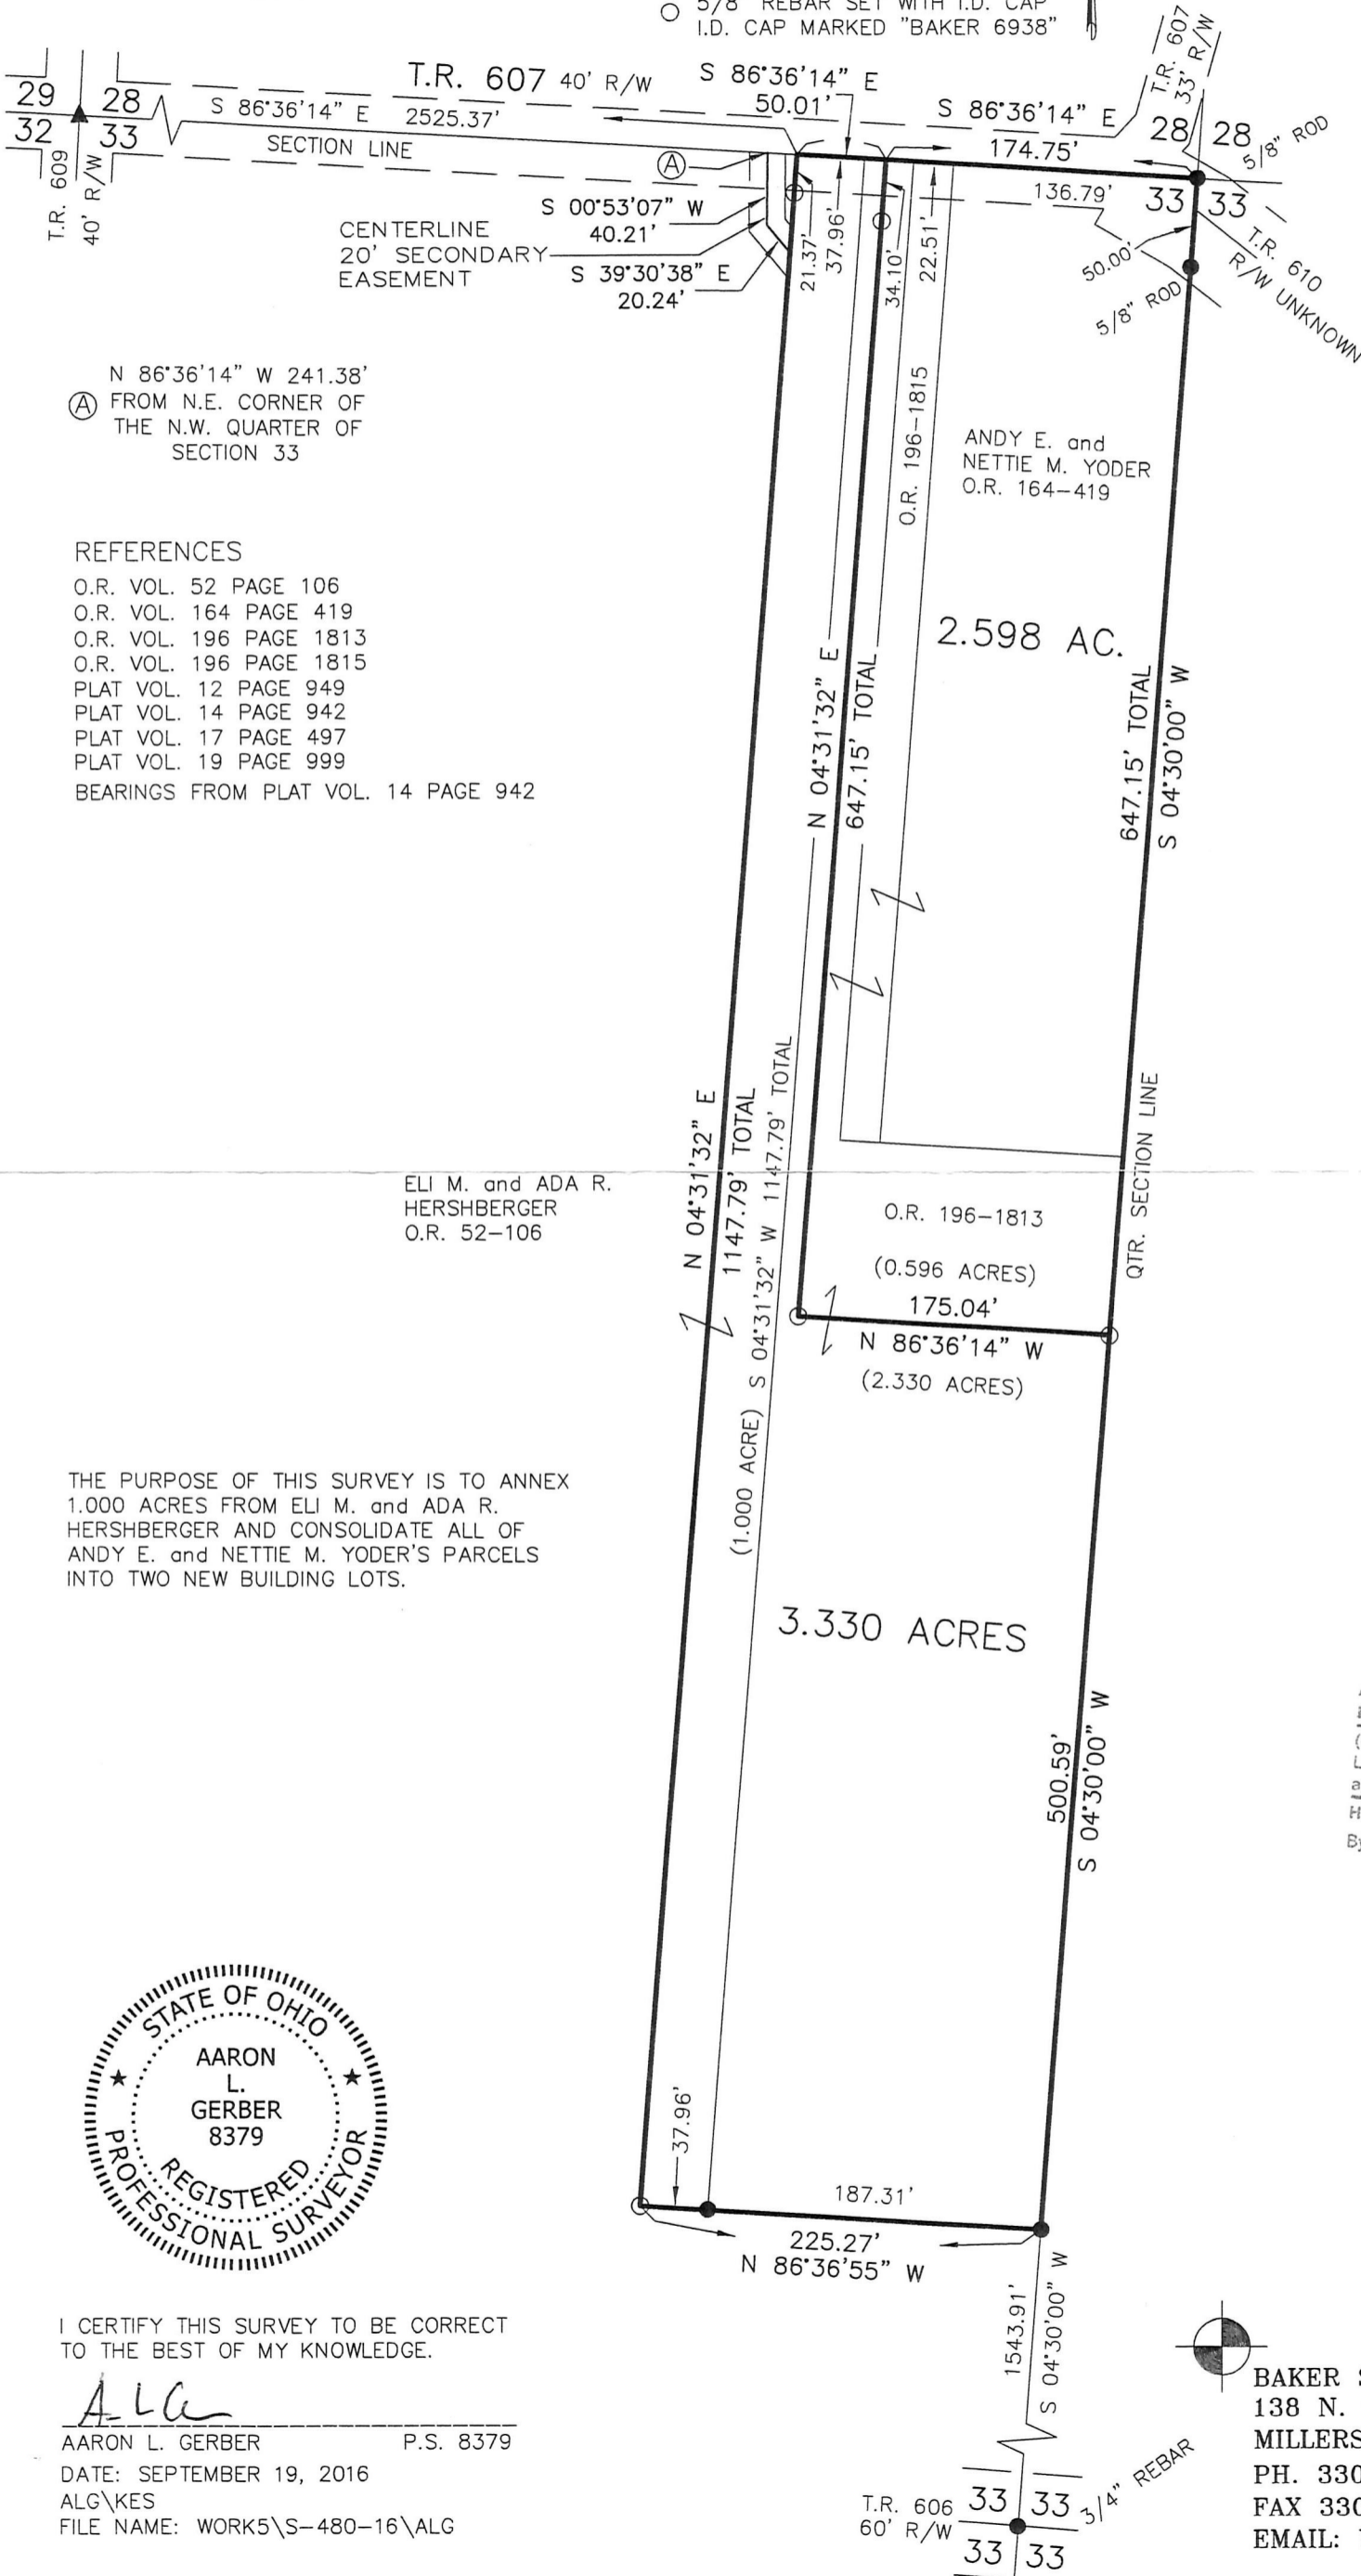 5/8" REBAR SET WITH I.D. CAP
I.D. CAP MARKED "BAKER 6938"
T.R. 607
33' R/W
T.R. 607 40' R/W
S 86°36'14" E
50.01'
S 86°36'14" E
174.75'
S 86°36'14" E 2525.37'
SECTION LINE
29 28
32 33
T.R. 609
40' R/W
28 28
33 33
5/8" ROD
136.79'
Ⓐ
S 00°53'07" W
40.21'
CENTERLINE
20' SECONDARY
EASEMENT
S 39°30'38" E
20.24'
21.37'
37.96'
34.10'
22.51'
50.00'
5/8" ROD
T.R. 610
R/W UNKNOWN
N 86°36'14" W 241.38'
Ⓐ FROM N.E. CORNER OF
THE N.W. QUARTER OF
SECTION 33
O.R. 196-1815
ANDY E. and
NETTIE M. YODER
O.R. 164-419
REFERENCES
O.R. VOL. 52 PAGE 106
O.R. VOL. 164 PAGE 419
O.R. VOL. 196 PAGE 1813
O.R. VOL. 196 PAGE 1815
PLAT VOL. 12 PAGE 949
PLAT VOL. 14 PAGE 942
PLAT VOL. 17 PAGE 497
PLAT VOL. 19 PAGE 999
BEARINGS FROM PLAT VOL. 14 PAGE 942
2.598 AC.
N 04°31'32" E
647.15' TOTAL
647.15' TOTAL
S 04°30'00" W
N 04°31'32" E
1147.79' TOTAL
(1.000 ACRE) S 04°31'32" W 1147.79' TOTAL
QTR. SECTION LINE
ELI M. and ADA R.
HERSHBERGER
O.R. 52-106
O.R. 196-1813
(0.596 ACRES)
175.04'
N 86°36'14" W
(2.330 ACRES)
THE PURPOSE OF THIS SURVEY IS TO ANNEX
1.000 ACRES FROM ELI M. and ADA R.
HERSHBERGER AND CONSOLIDATE ALL OF
ANDY E. and NETTIE M. YODER'S PARCELS
INTO TWO NEW BUILDING LOTS.
3.330 ACRES
500.59'
S 04°30'00" W
By
STATE OF OHIO
AARON
L.
GERBER
8379
REGISTERED
PROFESSIONAL SURVEYOR
37.96'
187.31'
225.27'
N 86°36'55" W
1543.91'
S 04°30'00" W
I CERTIFY THIS SURVEY TO BE CORRECT
TO THE BEST OF MY KNOWLEDGE.
AARON L. GERBER P.S. 8379
DATE: SEPTEMBER 19, 2016
ALG\KES
FILE NAME: WORK5\S-480-16\ALG
T.R. 606
60' R/W
33 33
33 33
3/4" REBAR
BAKER
138 N.
MILLERS
PH. 330
FAX 330
EMAIL: